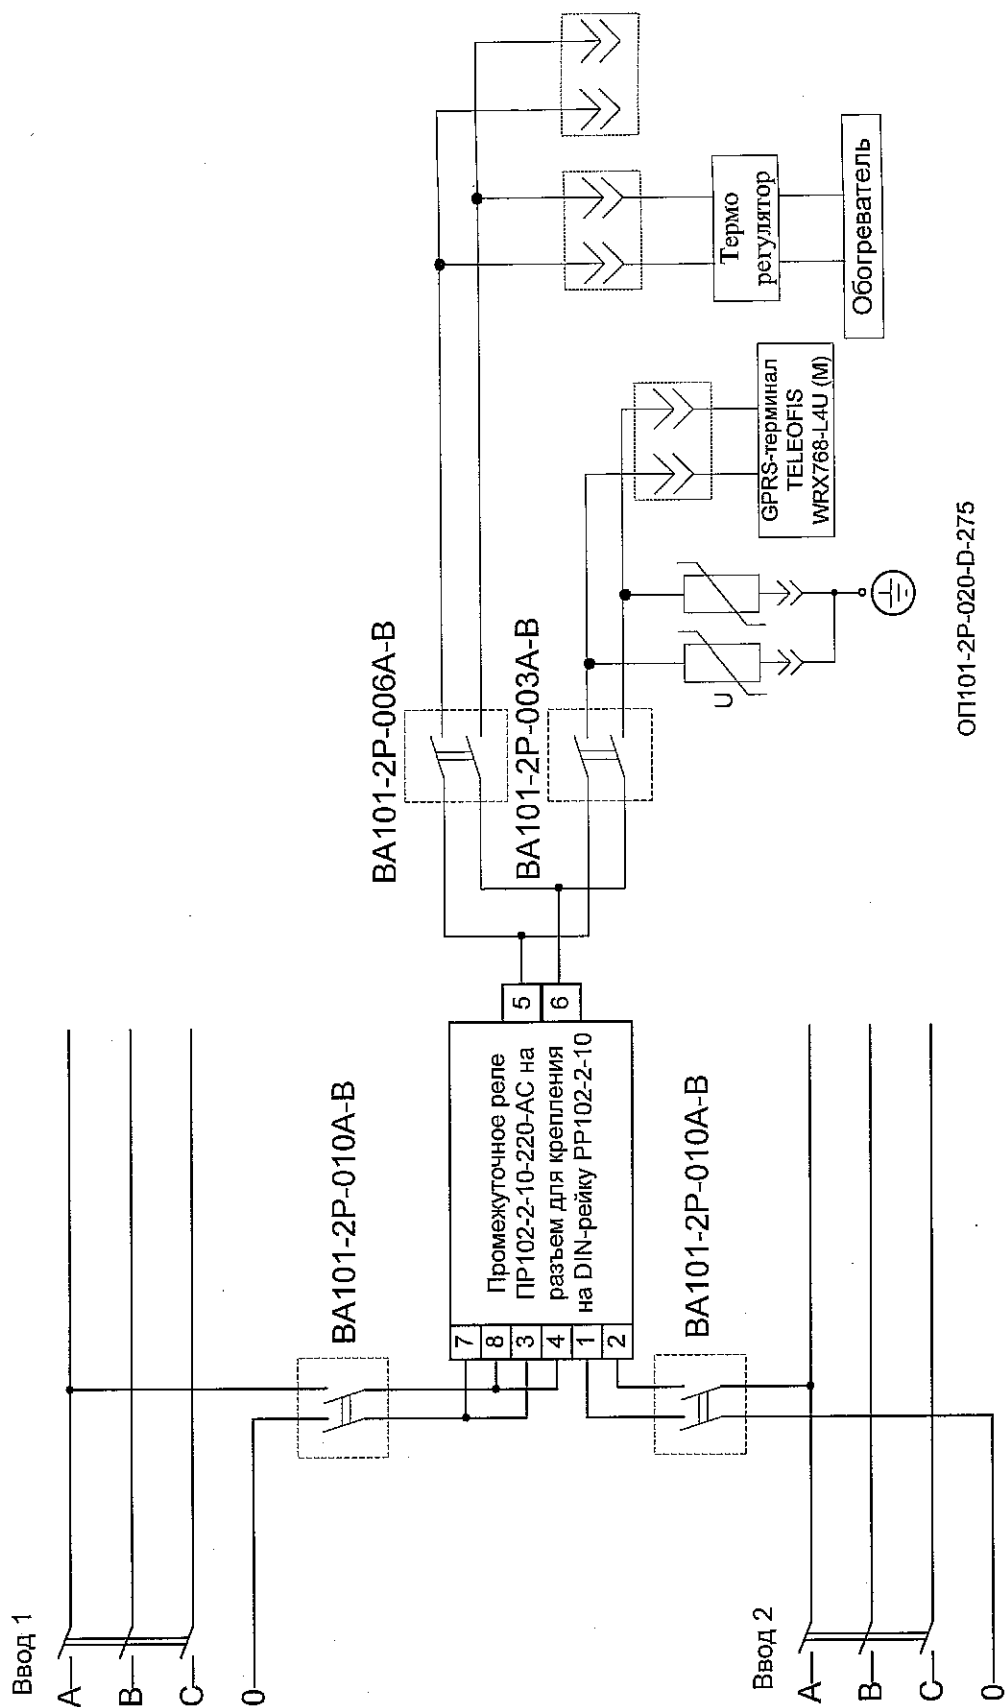 Ввод 1
А
В
С
0
ВА101-2Р-010А-В
Промежуточное реле
ПР102-2-10-220-АС на
разъем для крепления
на DIN-рейку РР102-2-10
7
8
3
4
1
2
5
6
ВА101-2Р-010А-В
Ввод 2
А
В
С
0
ВА101-2Р-006А-В
ВА101-2Р-003А-В
U
ОП101-2Р-020-D-275
GPRS-терминал
TELEOFIS
WRX768-L4U (M)
Термо
регулятор
Обогреватель